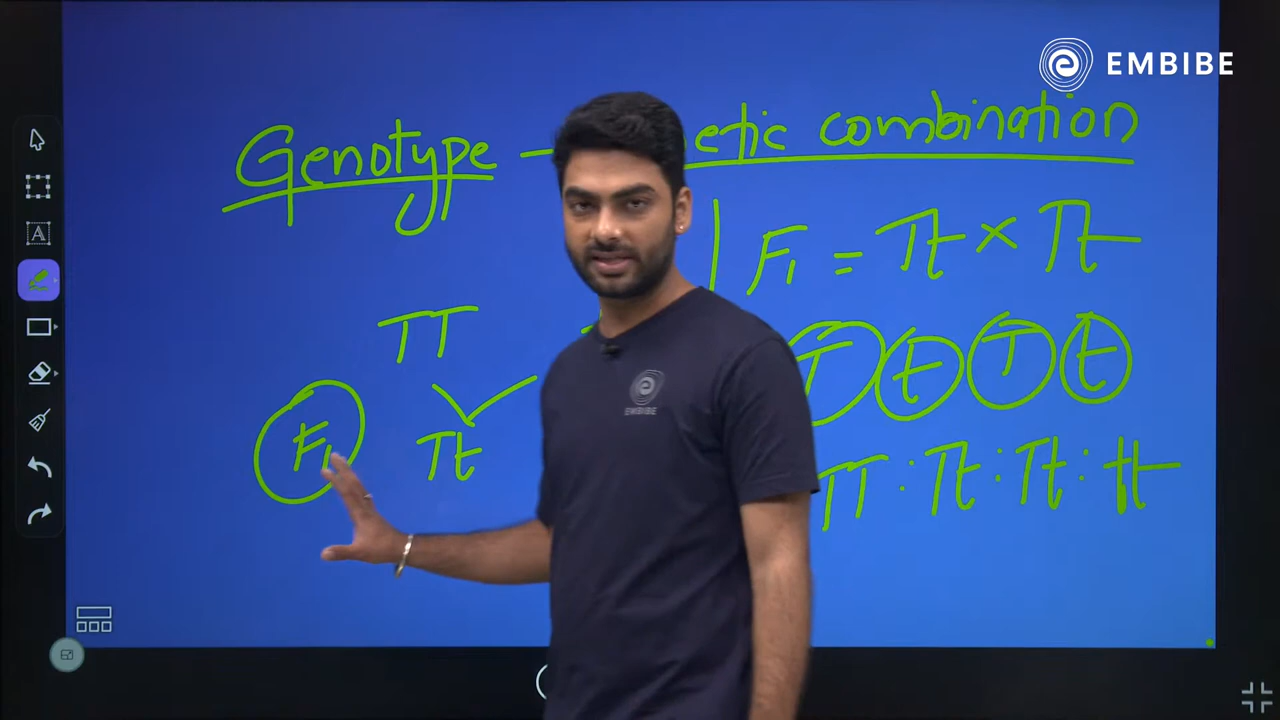 EMBIBE
Genotype - etic combination
F1 = Tt × Tt
TT
T t T t
F1 Tt
TT : Tt : Tt : tt
EMBIBE
A